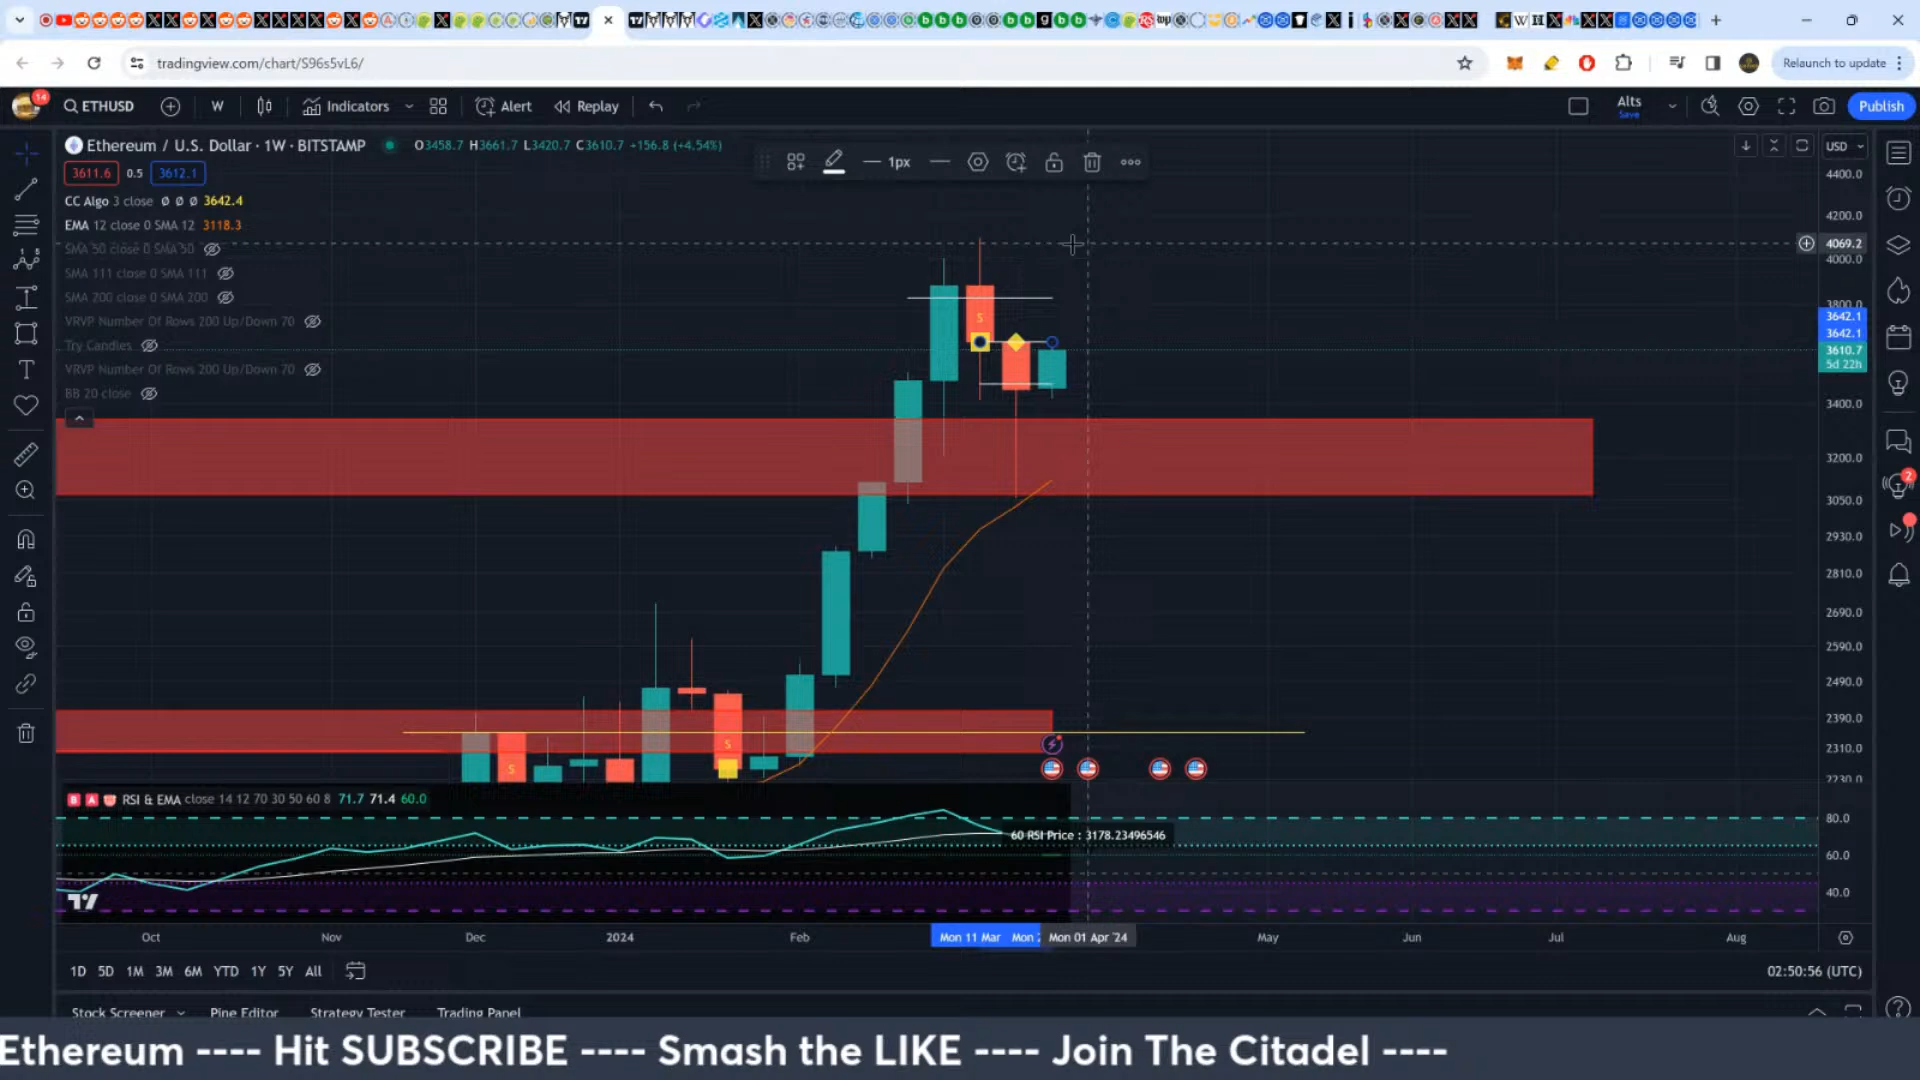 tradingview.com/chart/S96s5vL6/
Relaunch to update
14
ETHUSD
W
Indicators
Alert
Replay
Alts
Save
Publish
Ethereum / U.S. Dollar · 1W · BITSTAMP
O3458.7 H3661.7 L3420.7 C3610.7 +156.8 (+4.54%)
3611.6 0.5 3612.1
1px
USD
CC Algo 3 close ∅ ∅ ∅ 3642.4
EMA 12 close 0 SMA 12 3118.3
SMA 50 close 0 SMA 50
SMA 111 close 0 SMA 111
SMA 200 close 0 SMA 200
VRVP Number Of Rows 200 Up/Down 70
Try Candles
VRVP Number Of Rows 200 Up/Down 70
BB 20 close
4400.0
4200.0
4069.2
4000.0
3800.0
3642.1
3642.1
3610.7
5d 22h
3400.0
3200.0
3050.0
2930.0
2810.0
2690.0
2590.0
2490.0
2390.0
2310.0
2230.0
S
S
S
2
B A RSI & EMA close 14 12 70 30 50 60 8 71.7 71.4 60.0
60 RSI Price : 3178.23496546
80.0
60.0
40.0
Oct Nov Dec 2024 Feb Mon 11 Mar Mon Mon 01 Apr '24 May Jun Jul Aug
1D 5D 1M 3M 6M YTD 1Y 5Y All
02:50:56 (UTC)
Stock Screener Pine Editor Strategy Tester Trading Panel
Ethereum ---- Hit SUBSCRIBE ---- Smash the LIKE ---- Join The Citadel ----